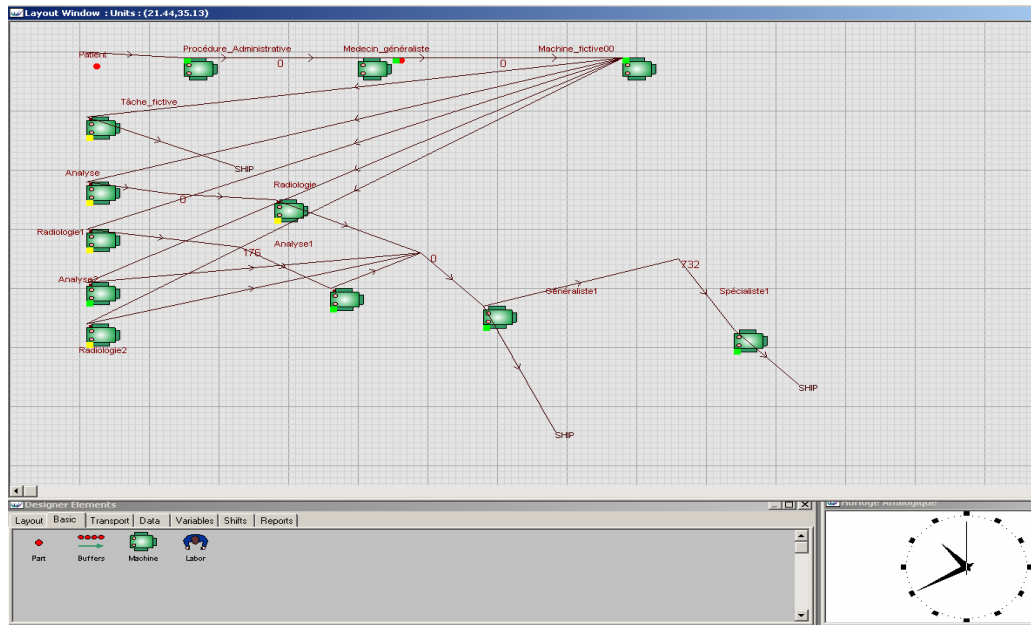 Layout Window : Units : (21.44,35.13)
Patient
Procédure_Administrative
Medecin_généraliste
Machine_fictive00
0
0
Tâche_fictive
SHIP
Analyse
0
Radiologie
Radiologie1
176
Analyse1
0
Analyse2
Radiologie2
Généraliste1
732
Spécialiste1
SHIP
SHIP
Designer Elements
Horloge Analogique
Layout Basic Transport Data Variables Shifts Reports
Part Buffers Machine Labor